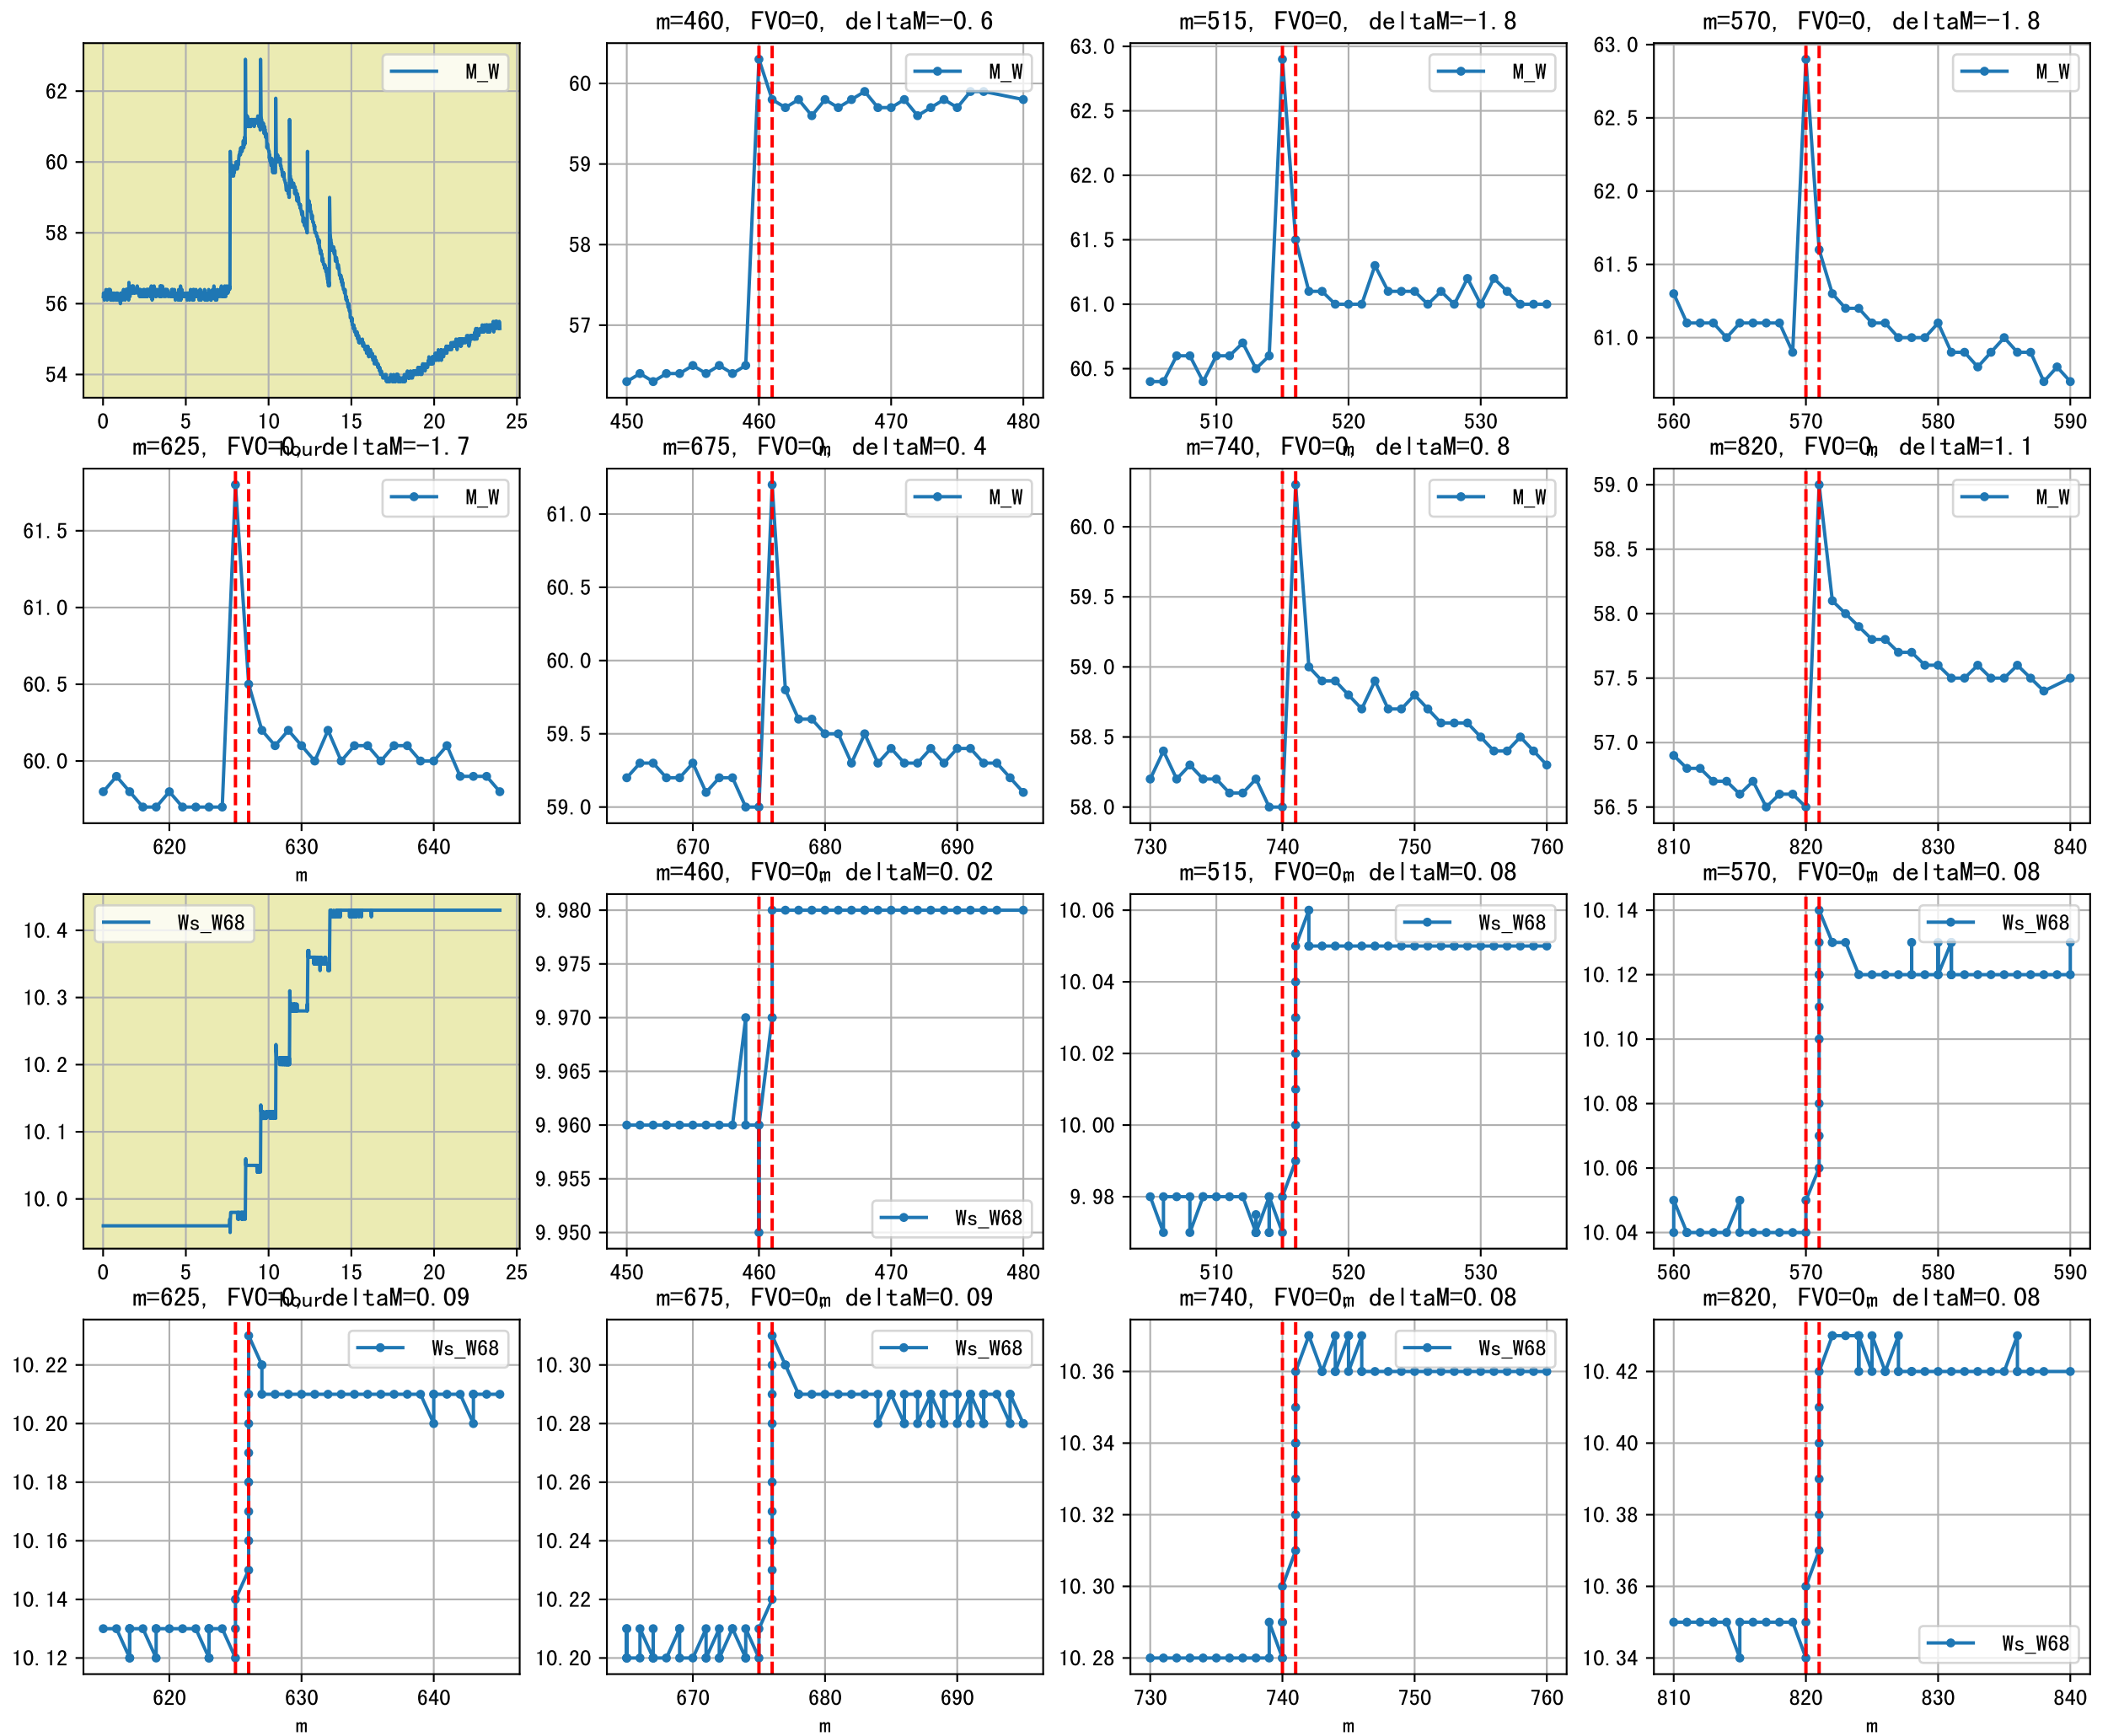 m=460, FVO=0, deltaM=-0.6
m=515, FVO=0, deltaM=-1.8
m=570, FVO=0, deltaM=-1.8
M_W
62
60
58
56
54
0 5 10 15 20 25
hour
M_W
60
59
58
57
450 460 470 480
m
M_W
63.0
62.5
62.0
61.5
61.0
60.5
510 520 530
m
M_W
63.0
62.5
62.0
61.5
61.0
560 570 580 590
m=625, FVO=0, deltaM=-1.7
m=675, FVO=0, deltaM=0.4
m=740, FVO=0, deltaM=0.8
m=820, FVO=0, deltaM=1.1
m
M_W
61.5
61.0
60.5
60.0
620 630 640
m
M_W
61.0
60.5
60.0
59.5
59.0
670 680 690
m
M_W
60.0
59.5
59.0
58.5
58.0
730 740 750 760
m
M_W
59.0
58.5
58.0
57.5
57.0
56.5
810 820 830 840
m
m=460, FVO=0, deltaM=0.02
m=515, FVO=0, deltaM=0.08
m=570, FVO=0, deltaM=0.08
Ws_W68
10.4
10.3
10.2
10.1
10.0
0 5 10 15 20 25
hour
Ws_W68
9.980
9.975
9.970
9.965
9.960
9.955
9.950
450 460 470 480
m
Ws_W68
10.06
10.04
10.02
10.00
9.98
510 520 530
m
Ws_W68
10.14
10.12
10.10
10.08
10.06
10.04
560 570 580 590
m
m=625, FVO=0, deltaM=0.09
m=675, FVO=0, deltaM=0.09
m=740, FVO=0, deltaM=0.08
m=820, FVO=0, deltaM=0.08
Ws_W68
10.22
10.20
10.18
10.16
10.14
10.12
620 630 640
m
Ws_W68
10.30
10.28
10.26
10.24
10.22
10.20
670 680 690
m
Ws_W68
10.36
10.34
10.32
10.30
10.28
730 740 750 760
m
Ws_W68
10.42
10.40
10.38
10.36
10.34
810 820 830 840
m